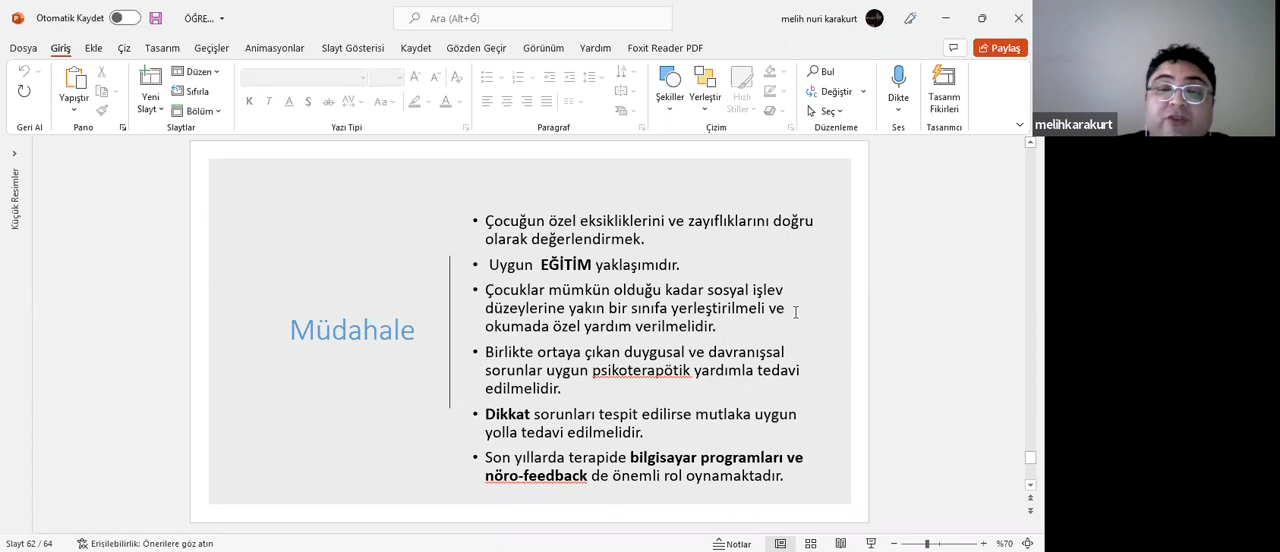 Otomatik Kaydet
ÖĞRE...
Ara (Alt+Ğ)
melih nuri karakurt
Dosya Giriş Ekle Çiz Tasarım Geçişler Animasyonlar Slayt Gösterisi Kaydet Gözden Geçir Görünüm Yardım Foxit Reader PDF
Paylaş
Yapıştır
Yeni
Slayt
Düzen
Sıfırla
Bölüm
K T A S ab AV Aa A
Şekiller
Yerleştir
Hızlı
Stiller
Bul
Değiştir
Seç
Dikte
Tasarım
Fikirleri
Geri Al Pano Slaytlar Yazı Tipi Paragraf Çizim Düzenleme Ses Tasarımcı
melihkarakurt
Küçük Resimler
Müdahale
• Çocuğun özel eksikliklerini ve zayıflıklarını doğru
olarak değerlendirmek.
• Uygun EĞİTİM yaklaşımıdır.
• Çocuklar mümkün olduğu kadar sosyal işlev
düzeylerine yakın bir sınıfa yerleştirilmeli ve
okumada özel yardım verilmelidir.
• Birlikte ortaya çıkan duygusal ve davranışsal
sorunlar uygun psikoterapötik yardımla tedavi
edilmelidir.
• Dikkat sorunları tespit edilirse mutlaka uygun
yolla tedavi edilmelidir.
• Son yıllarda terapide bilgisayar programları ve
nöro-feedback de önemli rol oynamaktadır.
Slayt 62 / 64
Erişilebilirlik: Önerilere göz atın
Notlar
%70